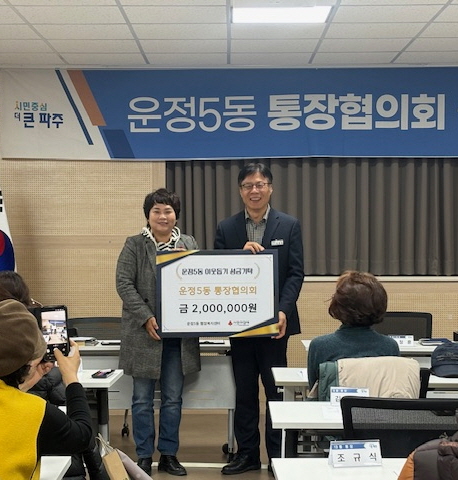 시민중심
더 큰 파주
운정5동 통장협의회
운정5동 이웃돕기 성금기탁
운정5동 통장협의회
금 2,000,000원
조규식